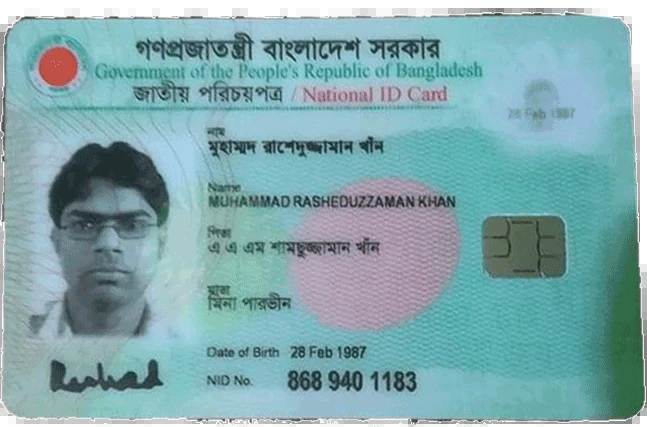 গণপ্রজাতন্ত্রী বাংলাদেশ সরকার
Government of the People's Republic of Bangladesh
জাতীয় পরিচয়পত্র / National ID Card
28 Feb 1987
নাম
মুহাম্মদ রাশেদুজ্জামান খাঁন
Name
MUHAMMAD RASHEDUZZAMAN KHAN
পিতা
এ এ এম শামছুজ্জামান খাঁন
মাতা
মিনা পারভীন
Date of Birth 28 Feb 1987
Rashad
NID No. 868 940 1183